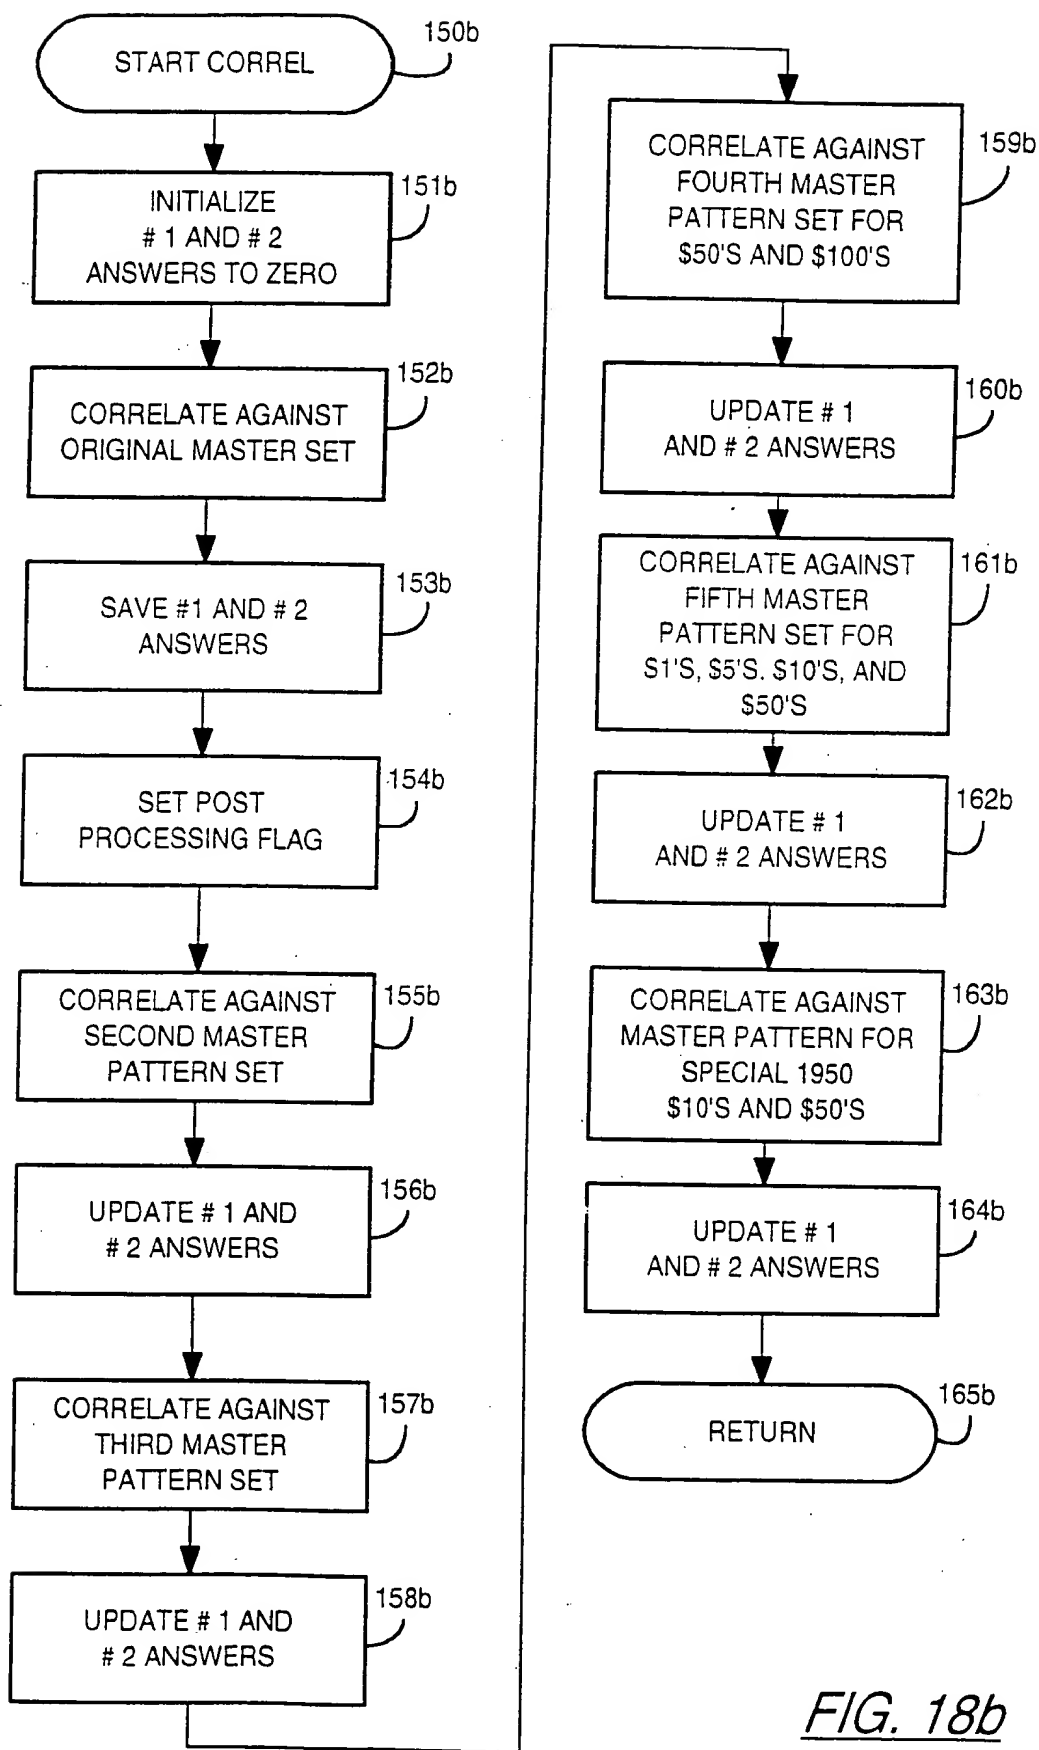 START CORREL
150b
INITIALIZE
# 1 AND # 2
ANSWERS TO ZERO
151b
CORRELATE AGAINST
ORIGINAL MASTER SET
152b
SAVE #1 AND # 2
ANSWERS
153b
SET POST
PROCESSING FLAG
154b
CORRELATE AGAINST
SECOND MASTER
PATTERN SET
155b
UPDATE # 1 AND
# 2 ANSWERS
156b
CORRELATE AGAINST
THIRD MASTER
PATTERN SET
157b
UPDATE # 1 AND
# 2 ANSWERS
158b
CORRELATE AGAINST
FOURTH MASTER
PATTERN SET FOR
$50'S AND $100'S
159b
UPDATE # 1
AND # 2 ANSWERS
160b
CORRELATE AGAINST
FIFTH MASTER
PATTERN SET FOR
$1'S, $5'S. $10'S, AND
$50'S
161b
UPDATE # 1
AND # 2 ANSWERS
162b
CORRELATE AGAINST
MASTER PATTERN FOR
SPECIAL 1950
$10'S AND $50'S
163b
UPDATE # 1
AND # 2 ANSWERS
164b
RETURN
165b
FIG. 18b